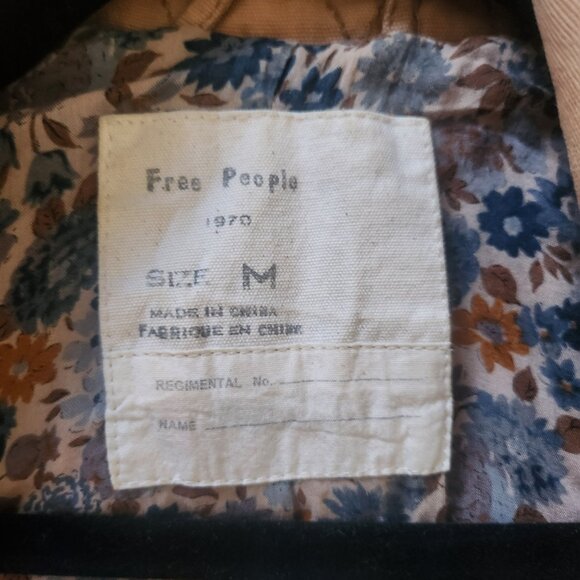 Free People
1970
SIZE M
MADE IN CHINA
FABRIQUE EN CHINE
REGIMENTAL No.
NAME